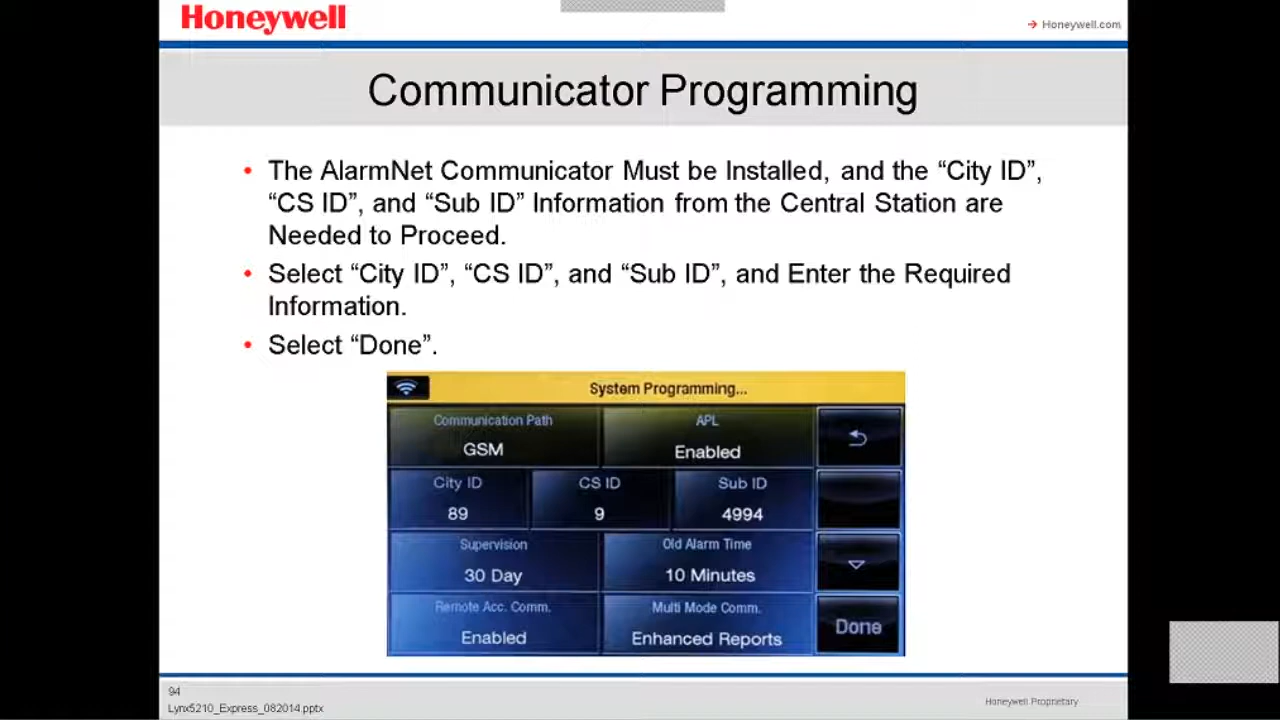 Honeywell
Honeywell.com
Communicator Programming
The AlarmNet Communicator Must be Installed, and the “City ID”,
“CS ID”, and “Sub ID” Information from the Central Station are
Needed to Proceed.
Select “City ID”, “CS ID”, and “Sub ID”, and Enter the Required
Information.
Select “Done”.
System Programming...
Communication Path
APL
GSM
Enabled
City ID
CS ID
Sub ID
89
9
4994
Supervision
Old Alarm Time
30 Day
10 Minutes
Remote Acc. Comm.
Multi Mode Comm.
Enabled
Enhanced Reports
Done
94
Lynx5210_Express_082014.pptx
Honeywell Proprietary